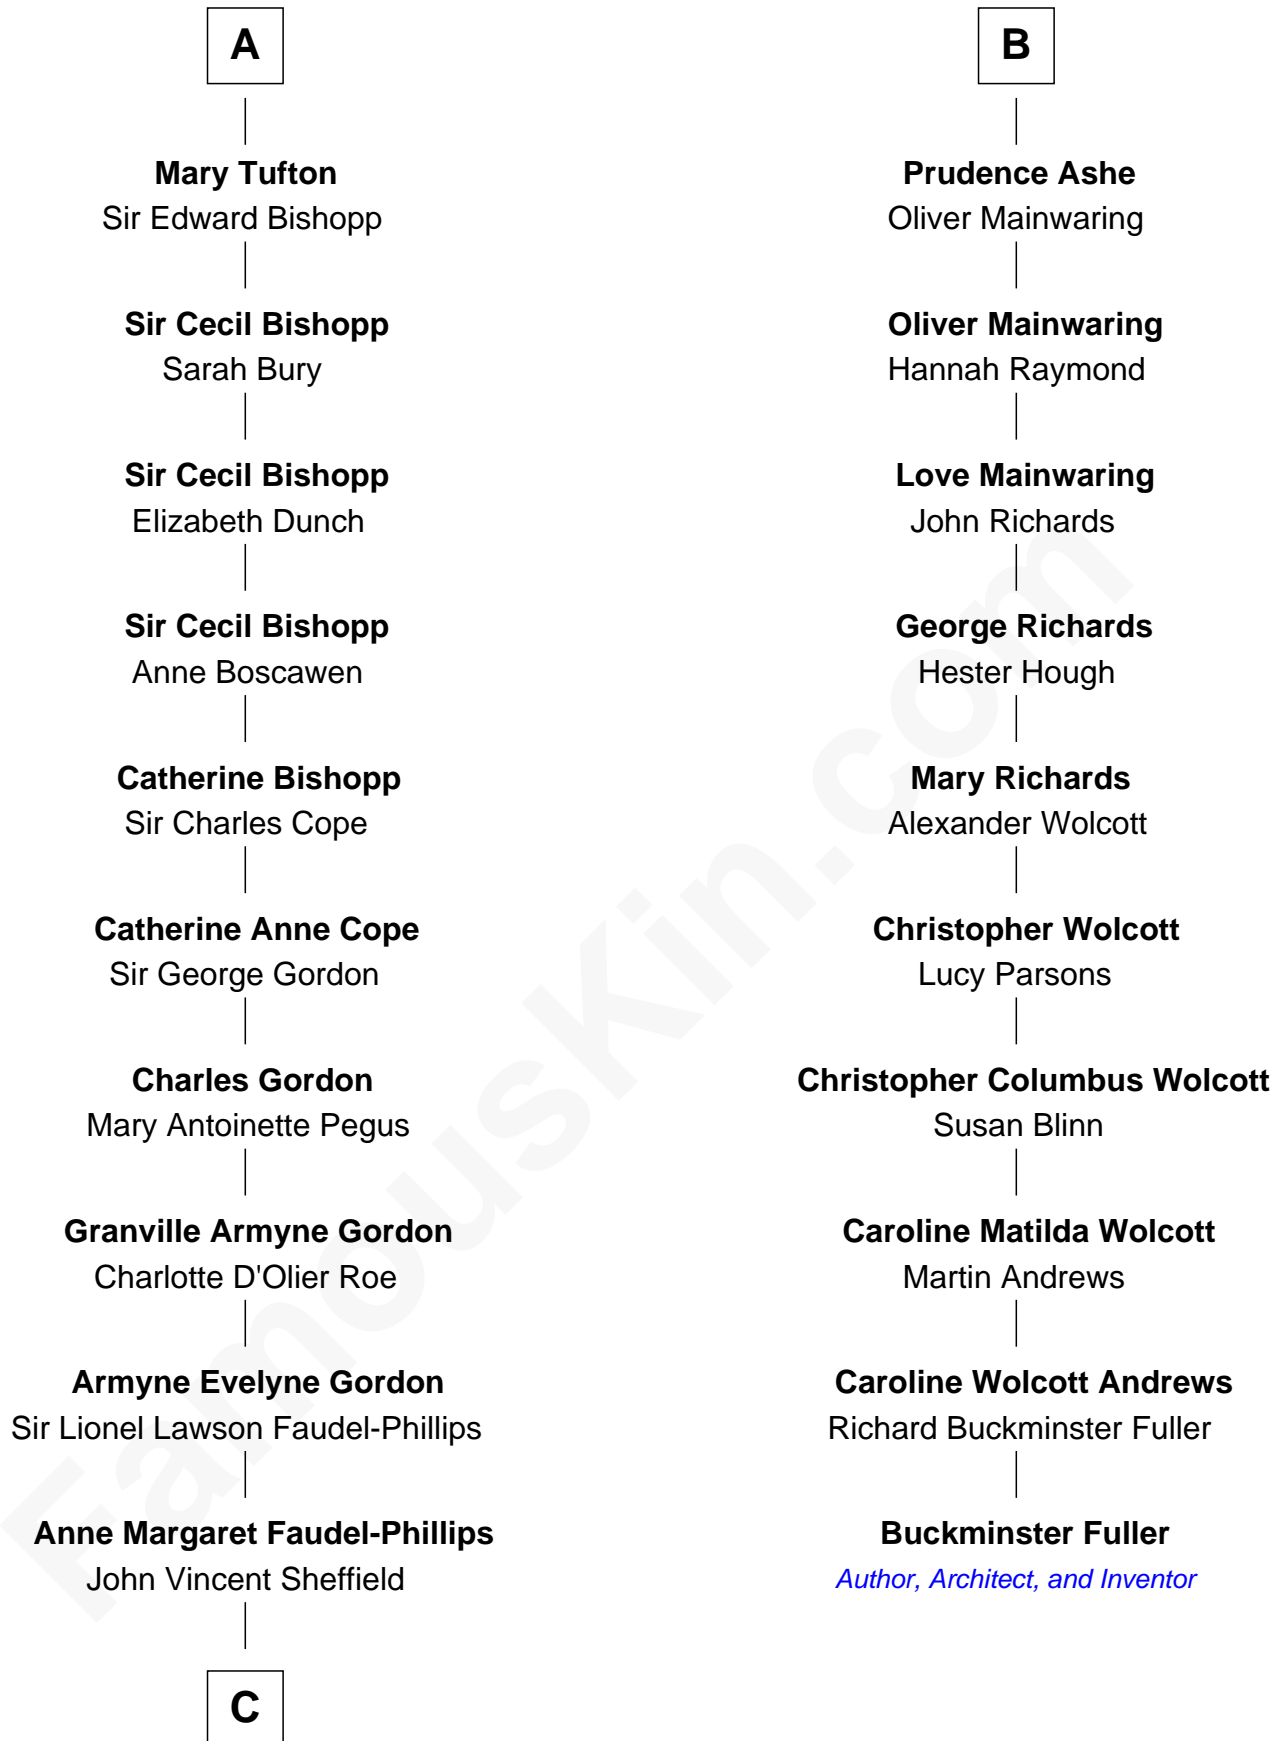 A
Mary Tufton
Sir Edward Bishopp
Sir Cecil Bishopp
Sarah Bury
Sir Cecil Bishopp
Elizabeth Dunch
Sir Cecil Bishopp
Anne Boscawen
Catherine Bishopp
Sir Charles Cope
Catherine Anne Cope
Sir George Gordon
Charles Gordon
Mary Antoinette Pegus
Granville Armyne Gordon
Charlotte D'Olier Roe
Armyne Evelyne Gordon
Sir Lionel Lawson Faudel-Phillips
Anne Margaret Faudel-Phillips
John Vincent Sheffield
C
B
Prudence Ashe
Oliver Mainwaring
Oliver Mainwaring
Hannah Raymond
Love Mainwaring
John Richards
George Richards
Hester Hough
Mary Richards
Alexander Wolcott
Christopher Wolcott
Lucy Parsons
Christopher Columbus Wolcott
Susan Blinn
Caroline Matilda Wolcott
Martin Andrews
Caroline Wolcott Andrews
Richard Buckminster Fuller
Buckminster Fuller
Author, Architect, and Inventor
FamousKin.com